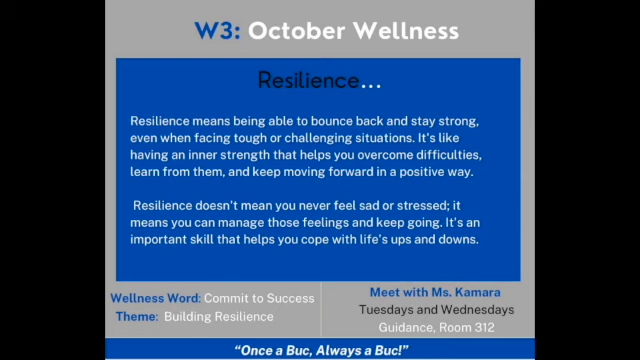 W3: October Wellness
Resilience...
Resilience means being able to bounce back and stay strong,
even when facing tough or challenging situations. It's like
having an inner strength that helps you overcome difficulties,
learn from them, and keep moving forward in a positive way.
Resilience doesn't mean you never feel sad or stressed; it
means you can manage those feelings and keep going. It's an
important skill that helps you cope with life's ups and downs.
Wellness Word: Commit to Success
Theme: Building Resilience
Meet with Ms. Kamara
Tuesdays and Wednesdays
Guidance, Room 312
“Once a Buc, Always a Buc!”